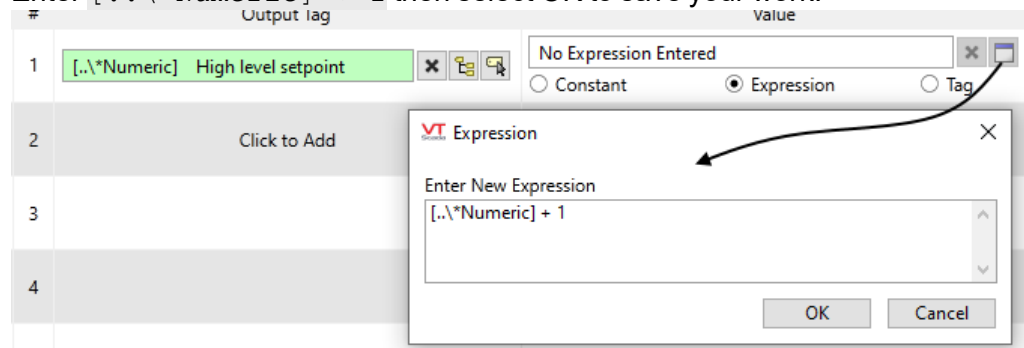 # Output Tag Value
1 [..\*Numeric] High level setpoint
No Expression Entered
Constant Expression Tag
2 Click to Add
VTScada Expression
Enter New Expression
[..\*Numeric] + 1
3
4
OK Cancel